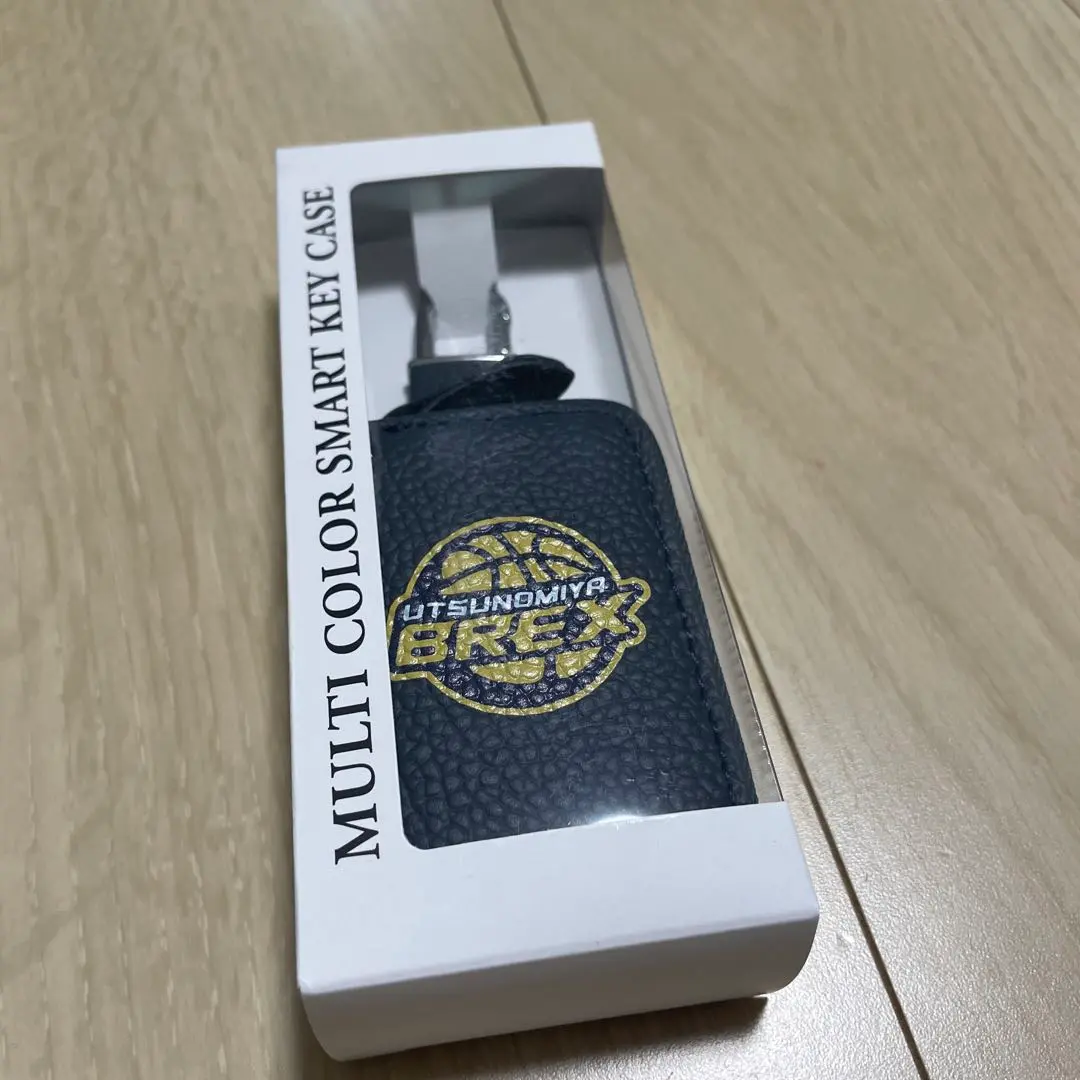 MULTI COLOR SMART KEY CASE
UTSUNOMIYA
BREX